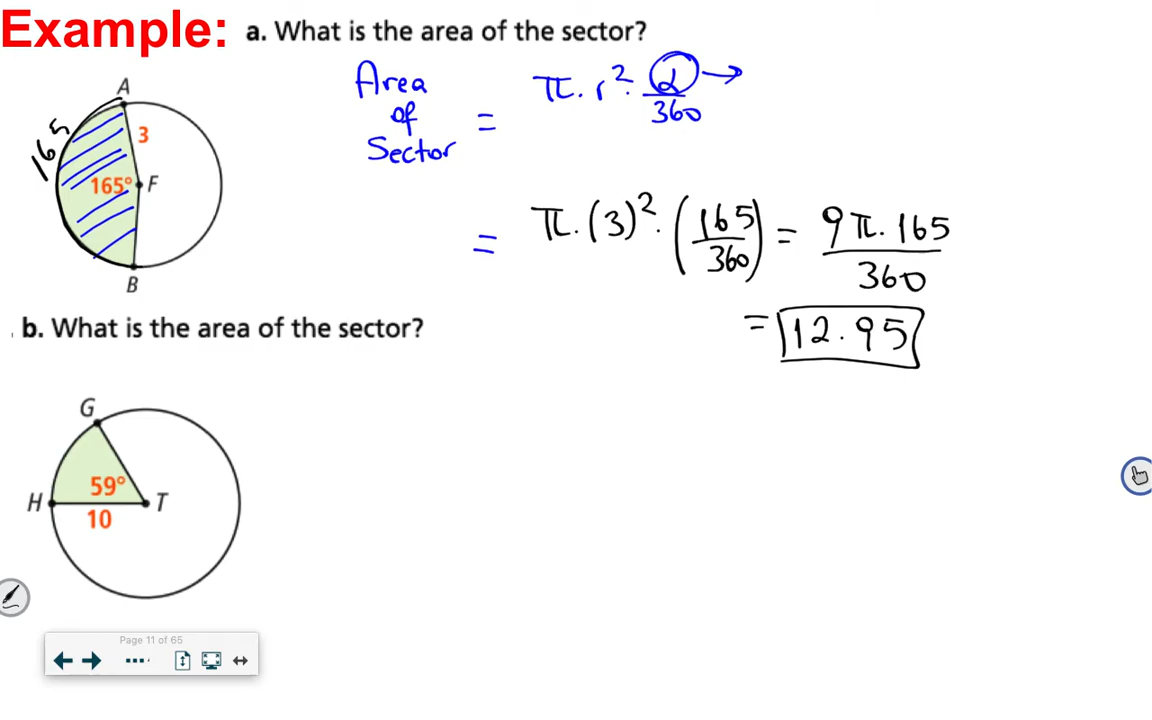 Example: a. What is the area of the sector?
Area of Sector = π · r² · α/360 →
A
165
3
165° F
B
= π · (3)² · (165/360) = 9π · 165/360
= 12.95
b. What is the area of the sector?
G
59°
H T
10
Page 11 of 65